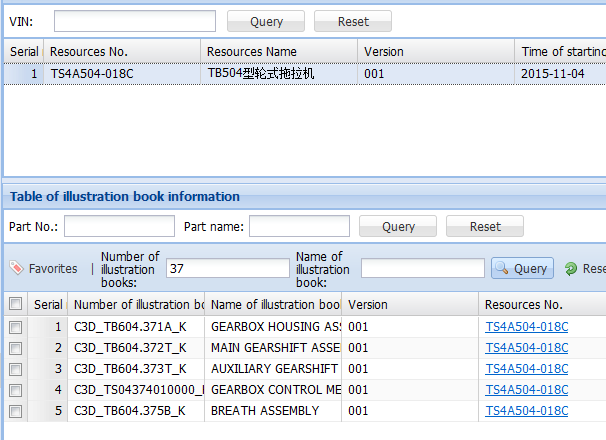 VIN: Query Reset
Serial Resources No. Resources Name Version Time of starting
1 TS4A504-018C TB504型轮式拖拉机 001 2015-11-04
Table of illustration book information
Part No.: Part name: Query Reset
Favorites | Number of illustration books: 37 Name of illustration book: Query Rese
Serial Number of illustration bo Name of illustration book Version Resources No.
1 C3D_TB604.371A_K GEARBOX HOUSING ASS 001 TS4A504-018C
2 C3D_TB604.372T_K MAIN GEARSHIFT ASSE 001 TS4A504-018C
3 C3D_TB604.373T_K AUXILIARY GEARSHIFT 001 TS4A504-018C
4 C3D_TS04374010000_ GEARBOX CONTROL ME 001 TS4A504-018C
5 C3D_TB604.375B_K BREATH ASSEMBLY 001 TS4A504-018C